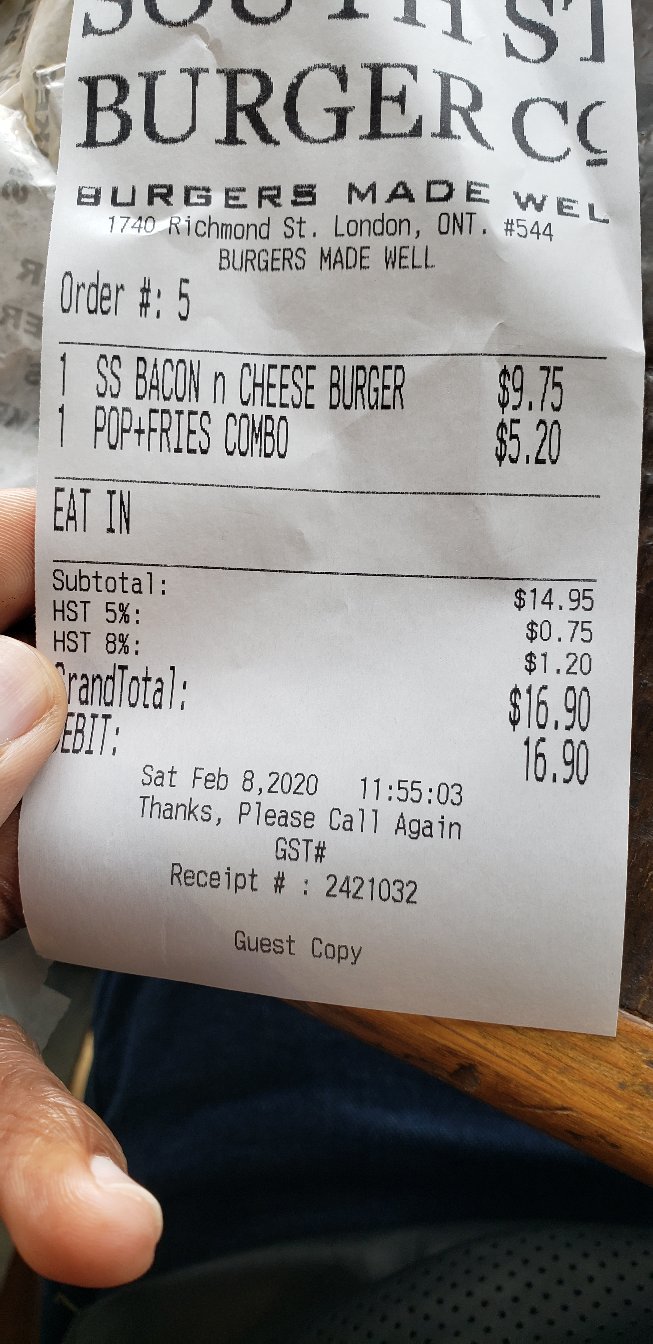 SOUTH ST
BURGER CO
BURGERS MADE WEL
1740 Richmond St. London, ONT. #544
BURGERS MADE WELL
Order #: 5
1 SS BACON n CHEESE BURGER $9.75
1 POP+FRIES COMBO $5.20
EAT IN
Subtotal: $14.95
HST 5%: $0.75
HST 8%: $1.20
GrandTotal: $16.90
EBIT: 16.90
Sat Feb 8,2020 11:55:03
Thanks, Please Call Again
GST#
Receipt # : 2421032
Guest Copy